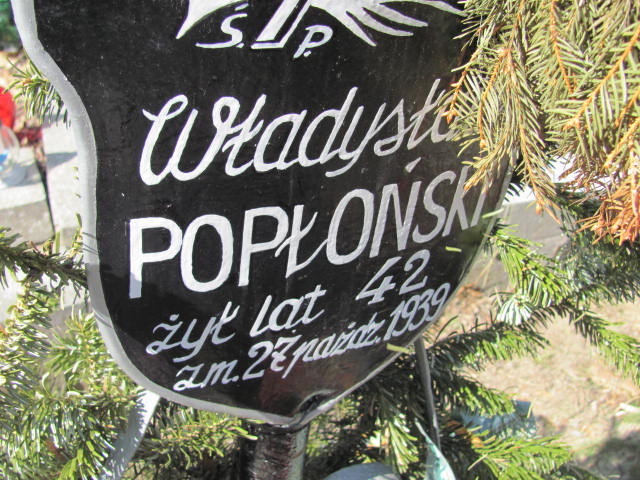 Ś. P.
Władysła
POPŁOŃSKI
żył lat 42
zm. 27 paźdz. 1939